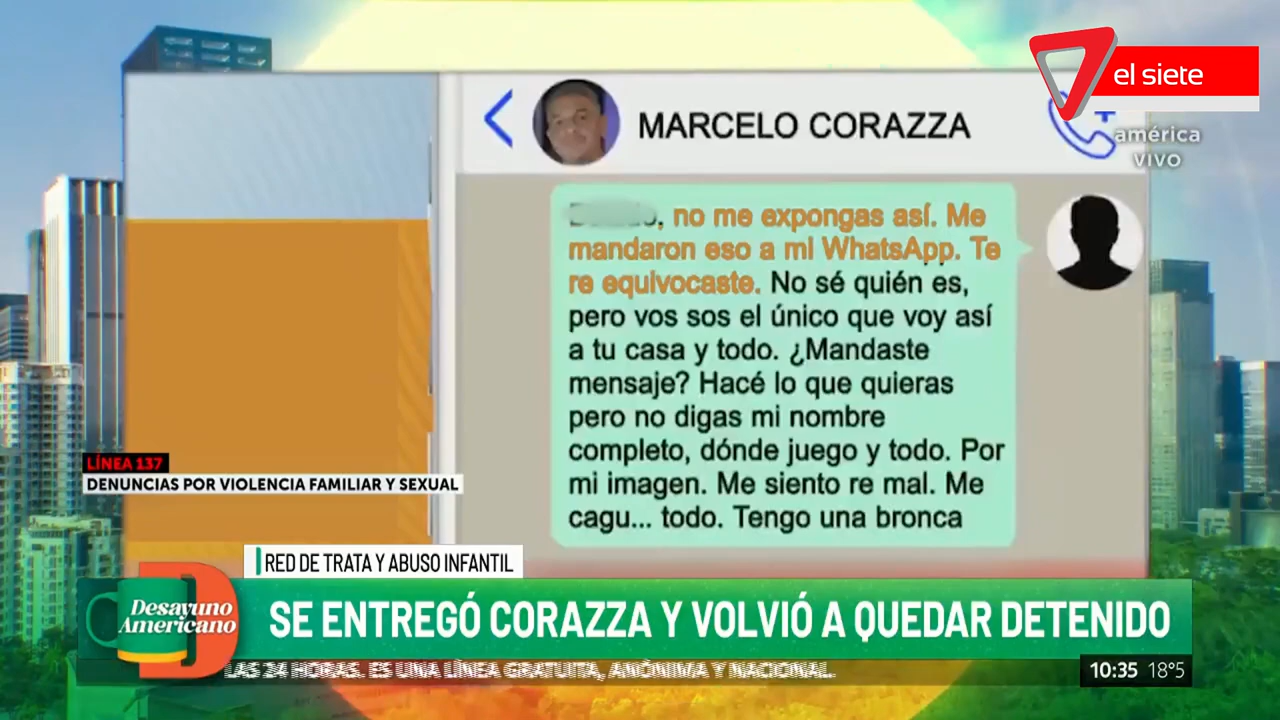 el siete
américa
VIVO
MARCELO CORAZZA
no me expongas así. Me
mandaron eso a mi WhatsApp. Te
re equivocaste. No sé quién es,
pero vos sos el único que voy así
a tu casa y todo. ¿Mandaste
mensaje? Hacé lo que quieras
pero no digas mi nombre
completo, dónde juego y todo. Por
mi imagen. Me siento re mal. Me
cagu... todo. Tengo una bronca
LÍNEA 137
DENUNCIAS POR VIOLENCIA FAMILIAR Y SEXUAL
RED DE TRATA Y ABUSO INFANTIL
Desayuno
Americano
SE ENTREGÓ CORAZZA Y VOLVIÓ A QUEDAR DETENIDO
LAS 24 HORAS. ES UNA LÍNEA GRATUITA, ANÓNIMA Y NACIONAL.
10:35 18°5